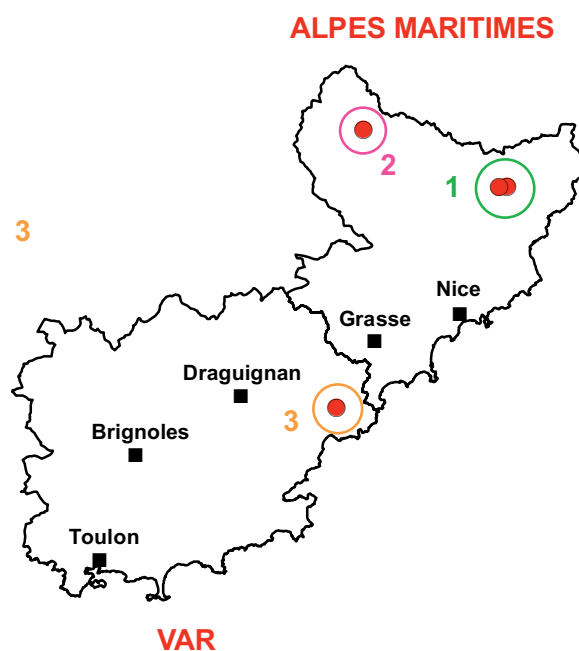 ALPES MARITIMES
2
1
3
Nice
Grasse
Draguignan
3
Brignoles
Toulon
VAR